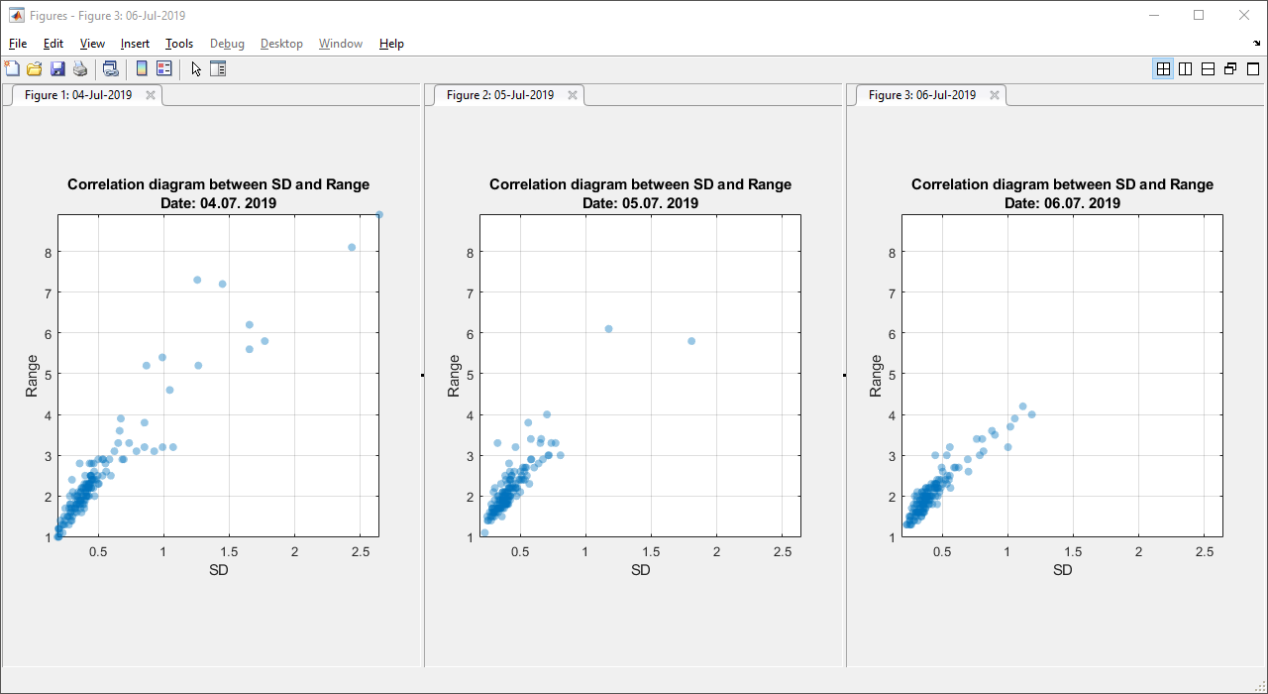 Figures - Figure 3: 06-Jul-2019
File Edit View Insert Tools Debug Desktop Window Help
Figure 1: 04-Jul-2019
Correlation diagram between SD and Range
Date: 04.07. 2019
Range
8
7
6
5
4
3
2
1
0.5 1 1.5 2 2.5
SD
Figure 2: 05-Jul-2019
Correlation diagram between SD and Range
Date: 05.07. 2019
Range
8
7
6
5
4
3
2
1
0.5 1 1.5 2 2.5
SD
Figure 3: 06-Jul-2019
Correlation diagram between SD and Range
Date: 06.07. 2019
Range
8
7
6
5
4
3
2
1
0.5 1 1.5 2 2.5
SD